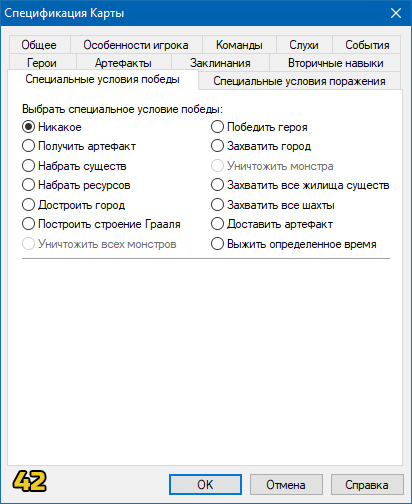 Спецификация Карты
Общее Особенности игрока Команды Слухи События
Герои Артефакты Заклинания Вторичные навыки
Специальные условия победы Специальные условия поражения
Выбрать специальное условие победы:
Никакое Победить героя
Получить артефакт Захватить город
Набрать существ Уничтожить монстра
Набрать ресурсов Захватить все жилища существ
Достроить город Захватить все шахты
Построить строение Грааля Доставить артефакт
Уничтожить всех монстров Выжить определенное время
42
OK Отмена Справка